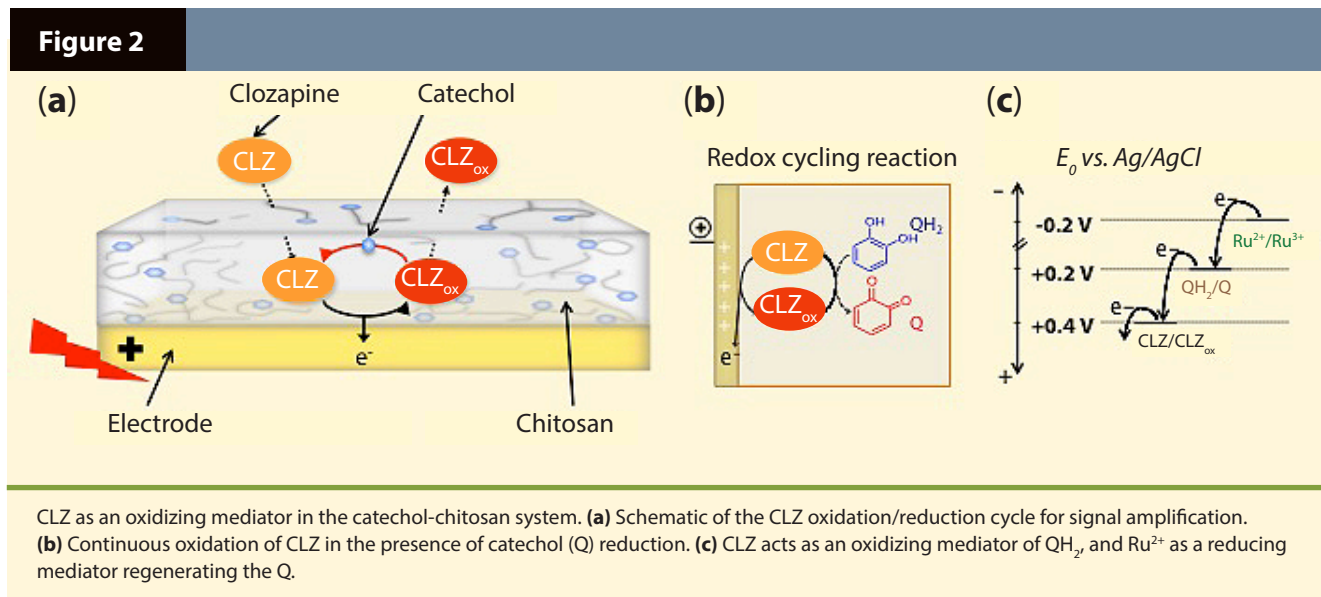 Figure 2
(a)
Clozapine
Catechol
CLZ
CLZox
CLZ
CLZox
+
e-
Electrode
Chitosan
(b)
Redox cycling reaction
+
+
+
+
+
+
CLZ
CLZox
OH
OH
QH2
O
O
Q
e-
(c)
E0 vs. Ag/AgCl
-
-0.2 V
e-
Ru2+/Ru3+
+0.2 V
e-
QH2/Q
+0.4 V
e-
CLZ/CLZox
+
CLZ as an oxidizing mediator in the catechol-chitosan system. (a) Schematic of the CLZ oxidation/reduction cycle for signal amplification.
(b) Continuous oxidation of CLZ in the presence of catechol (Q) reduction. (c) CLZ acts as an oxidizing mediator of QH2, and Ru2+ as a reducing
mediator regenerating the Q.